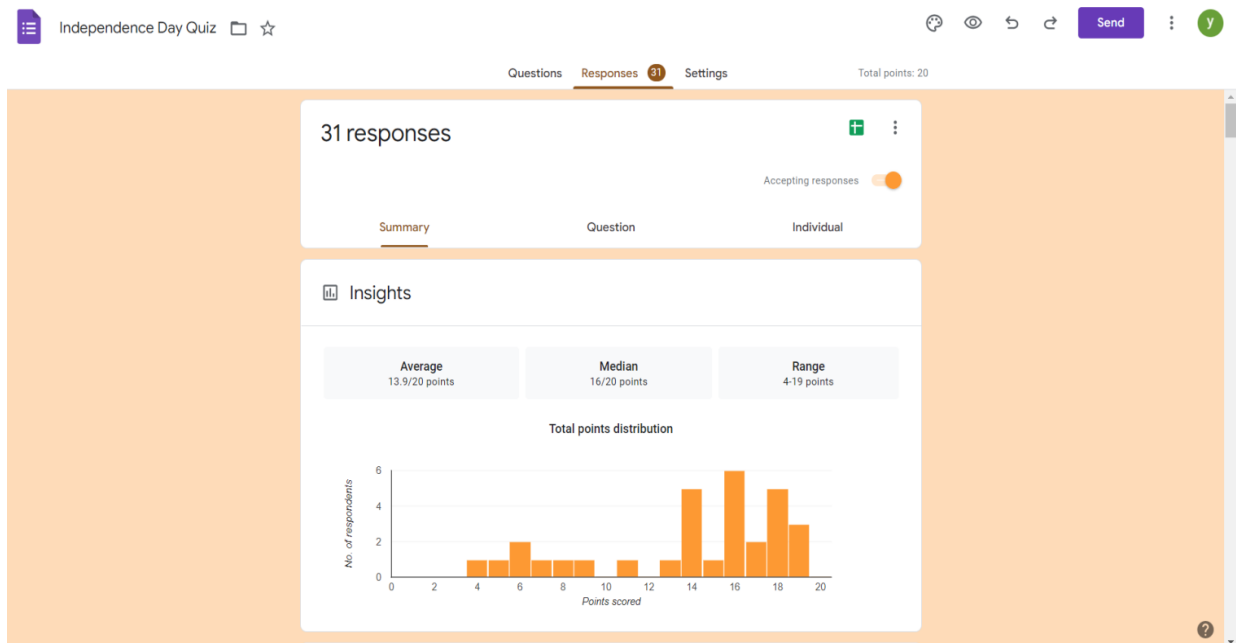 Independence Day Quiz
Send
y
Questions Responses 31 Settings Total points: 20
31 responses
Accepting responses
Summary Question Individual
Insights
Average Median Range
13.9/20 points 16/20 points 4-19 points
Total points distribution
No. of respondents
6
4
2
0
0 2 4 6 8 10 12 14 16 18 20
Points scored